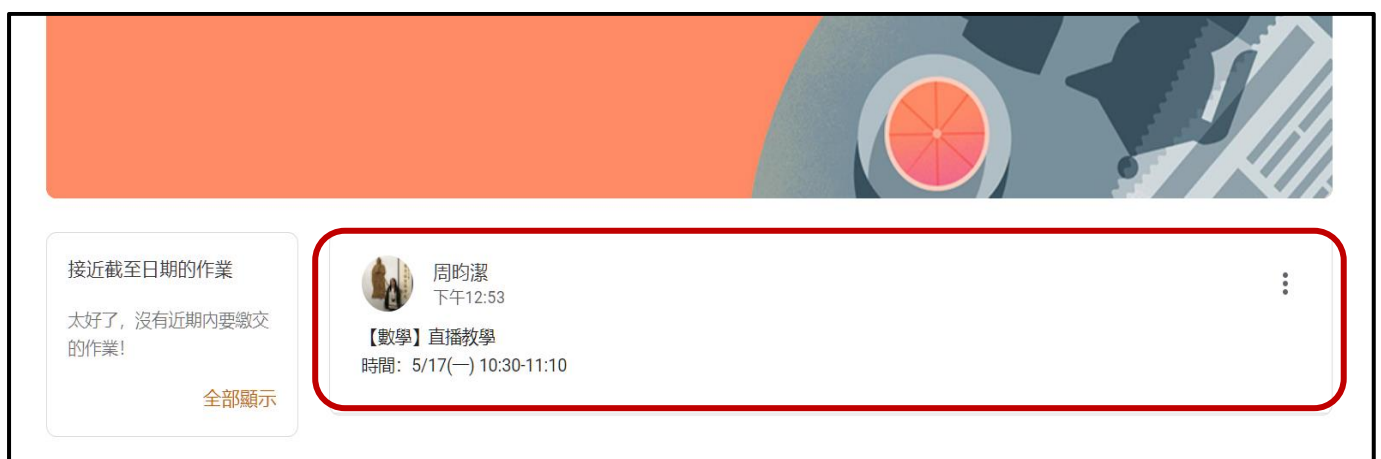 接近截至日期的作業
太好了，沒有近期內要繳交
的作業！
全部顯示
周昀潔
下午12:53
【數學】直播教學
時間：5/17(一) 10:30-11:10